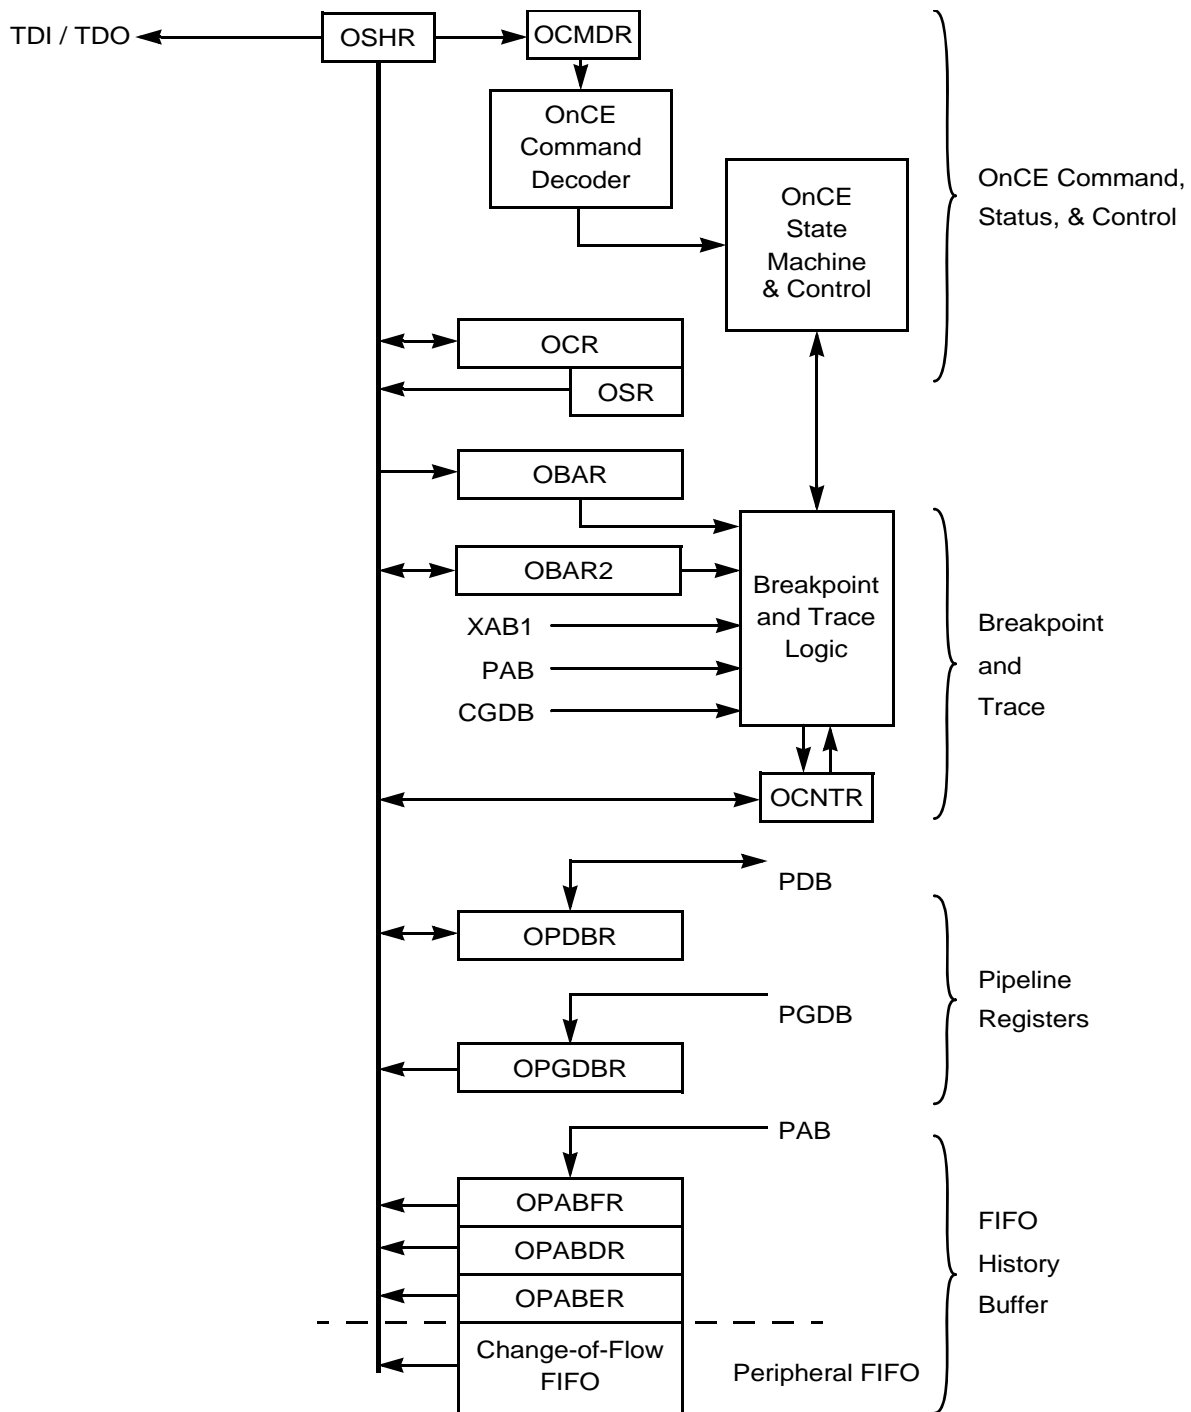 TDI / TDO
OSHR
OCMDR
OnCE
Command
Decoder
OnCE
State
Machine
& Control
OnCE Command,
Status, & Control
OCR
OSR
OBAR
OBAR2
XAB1
PAB
CGDB
Breakpoint
and Trace
Logic
Breakpoint
and
Trace
OCNTR
PDB
OPDBR
PGDB
OPGDBR
Pipeline
Registers
PAB
OPABFR
OPABDR
OPABER
Change-of-Flow
FIFO
Peripheral FIFO
FIFO
History
Buffer